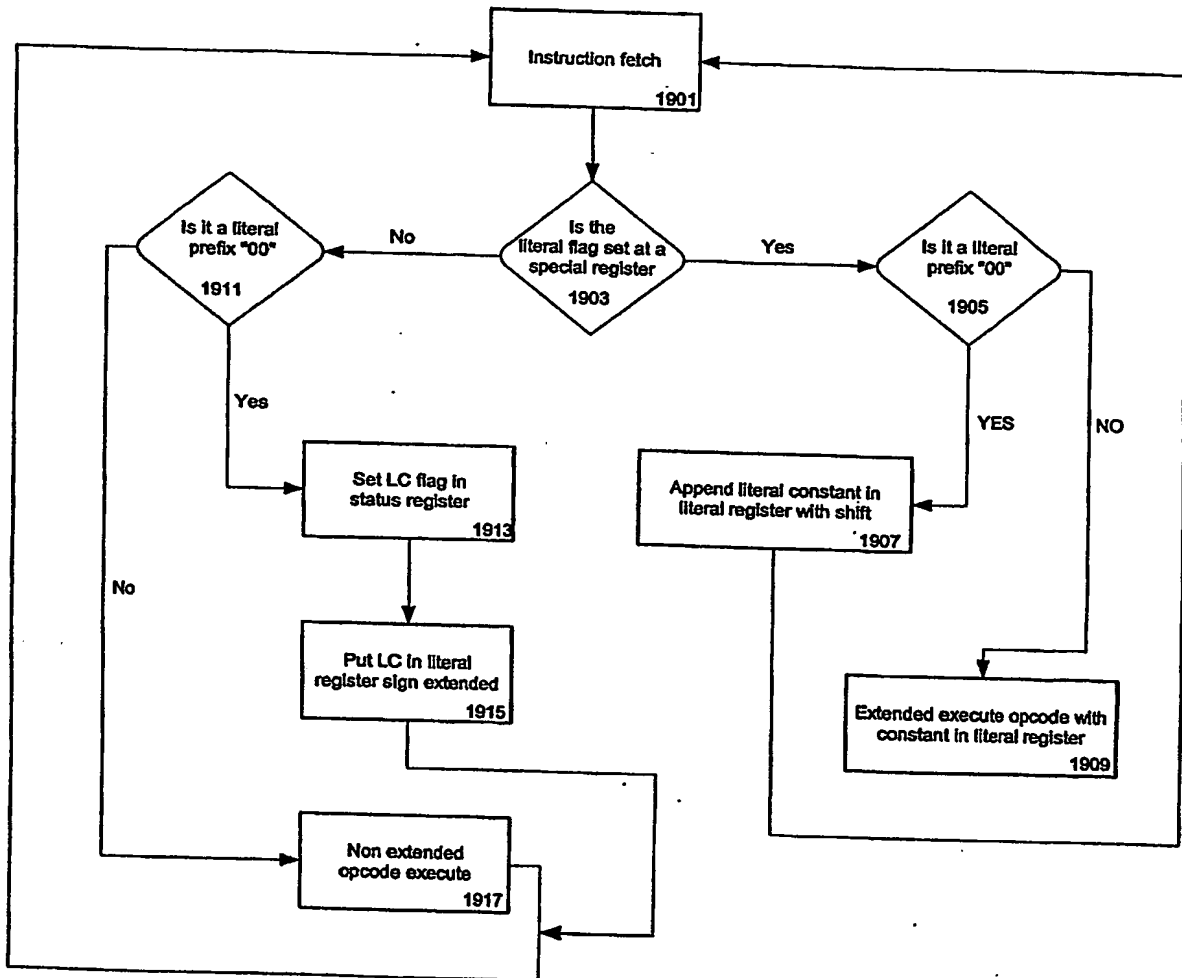 Instruction fetch
1901
Is it a literal
prefix "00"
1911
No
Is the
literal flag set at a
special register
1903
Yes
Is it a literal
prefix "00"
1905
Yes
YES
NO
Set LC flag in
status register
1913
Append literal constant in
literal register with shift
1907
No
Put LC in literal
register sign extended
1915
Extended execute opcode with
constant in literal register
1909
Non extended
opcode execute
1917